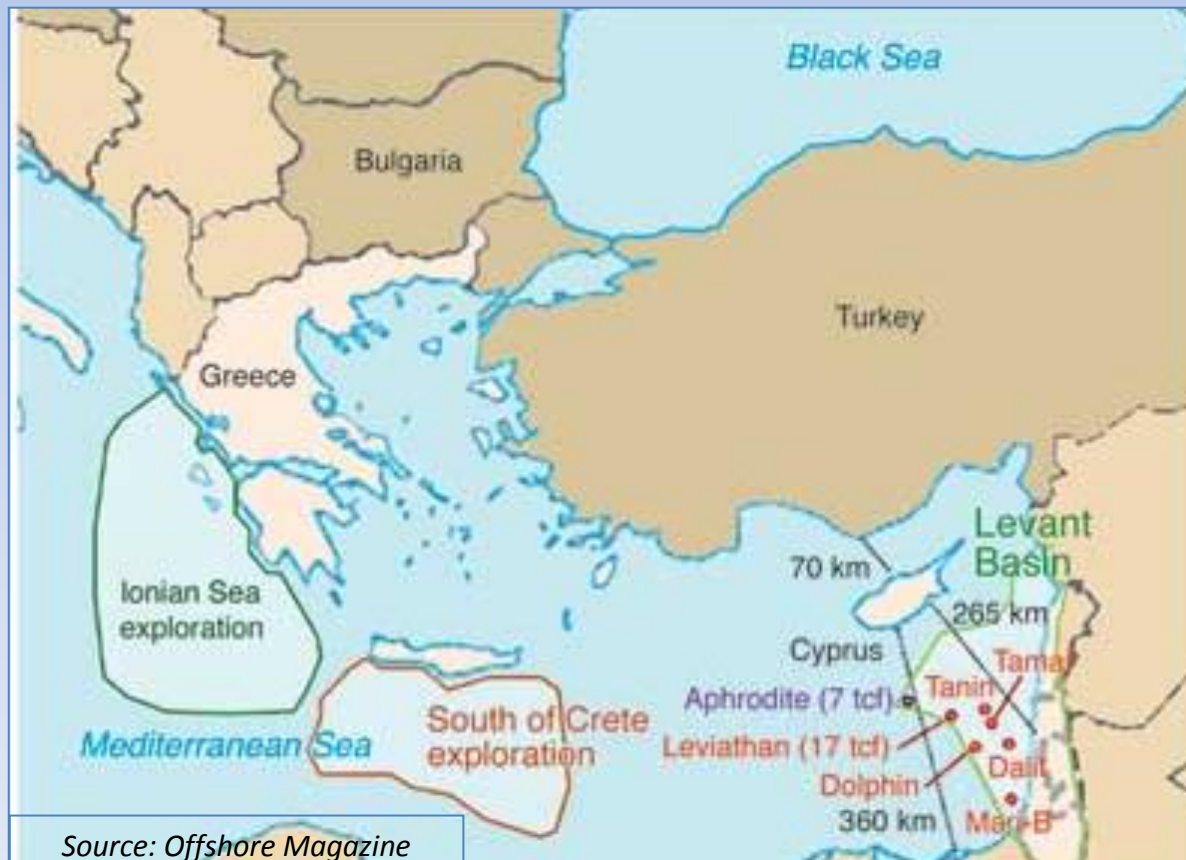 Black Sea
Bulgaria
Turkey
Greece
Levant
Basin
70 km
Ionian Sea
exploration
265 km
Cyprus
Tama
Tanin
Aphrodite (7 tcf)
South of Crete
exploration
Mediterranean Sea
Leviathan (17 tcf)
Dalit
Dolphin
360 km
Mari-B
Source: Offshore Magazine